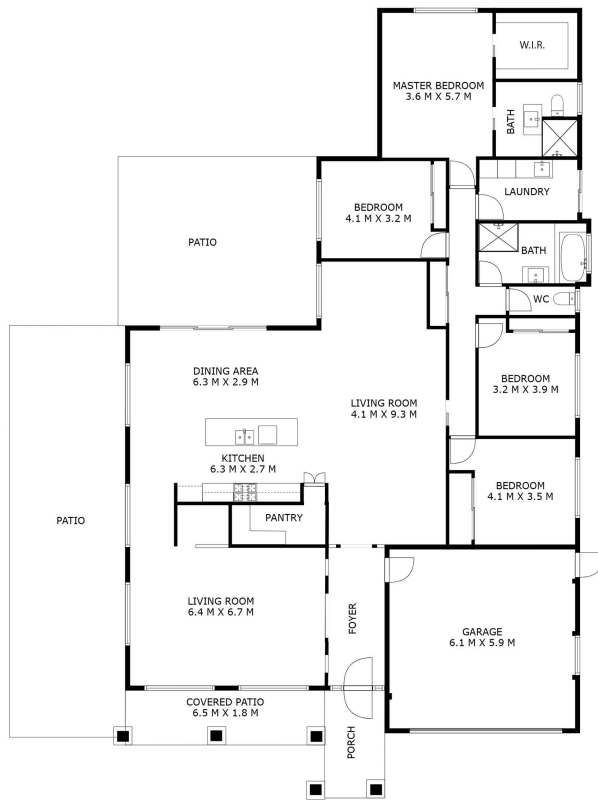 W.I.R.
MASTER BEDROOM
3.6 M X 5.7 M
BATH
LAUNDRY
BEDROOM
4.1 M X 3.2 M
PATIO
BATH
WC
DINING AREA
6.3 M X 2.9 M
LIVING ROOM
4.1 M X 9.3 M
BEDROOM
3.2 M X 3.9 M
KITCHEN
6.3 M X 2.7 M
BEDROOM
4.1 M X 3.5 M
PANTRY
PATIO
LIVING ROOM
6.4 M X 6.7 M
FOYER
GARAGE
6.1 M X 5.9 M
COVERED PATIO
6.5 M X 1.8 M
PORCH